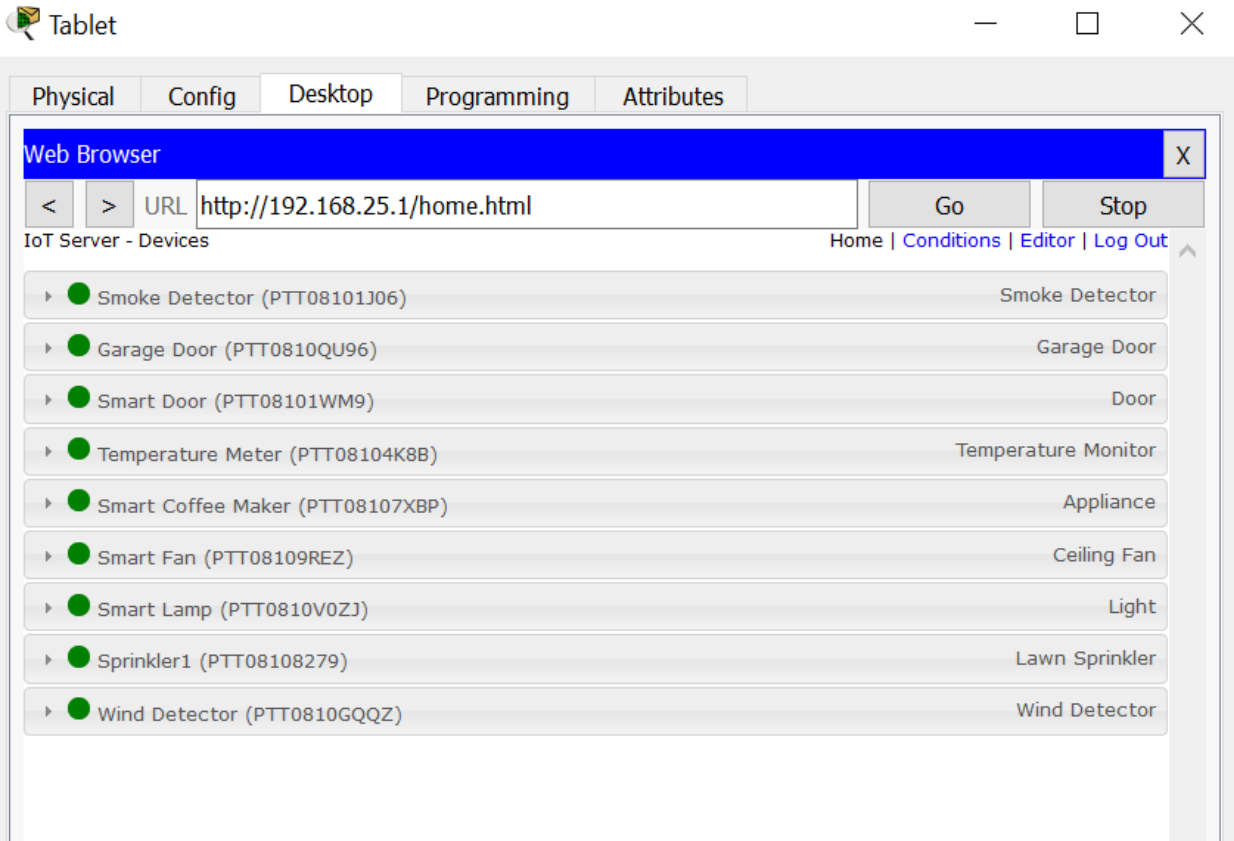 Tablet
Physical Config Desktop Programming Attributes
Web Browser X
< > URL http://192.168.25.1/home.html Go Stop
IoT Server - Devices Home | Conditions | Editor | Log Out
Smoke Detector (PTT08101J06) Smoke Detector
Garage Door (PTT0810QU96) Garage Door
Smart Door (PTT08101WM9) Door
Temperature Meter (PTT08104K8B) Temperature Monitor
Smart Coffee Maker (PTT08107XBP) Appliance
Smart Fan (PTT08109REZ) Ceiling Fan
Smart Lamp (PTT0810V0ZJ) Light
Sprinkler1 (PTT08108279) Lawn Sprinkler
Wind Detector (PTT0810GQQZ) Wind Detector